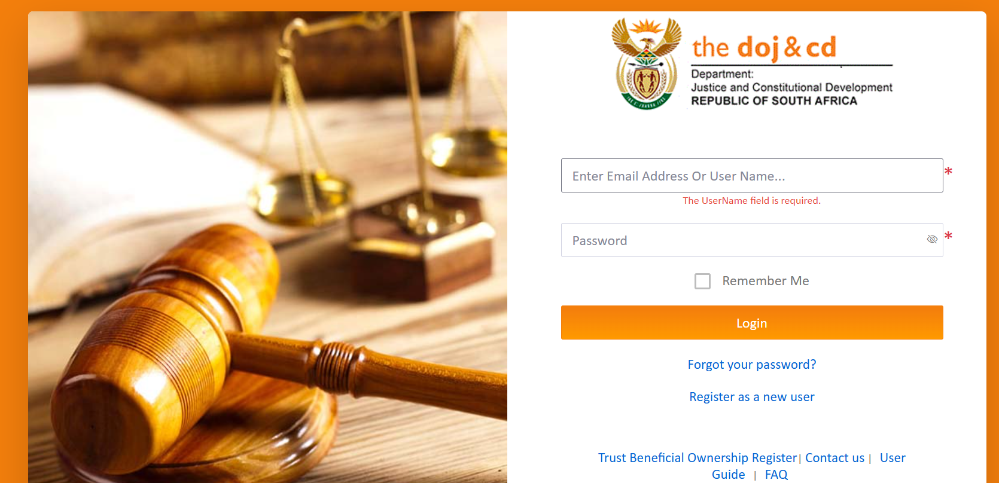 the doj & cd
Department:
Justice and Constitutional Development
REPUBLIC OF SOUTH AFRICA
Enter Email Address Or User Name...
*
The UserName field is required.
Password
*
Remember Me
Login
Forgot your password?
Register as a new user
Trust Beneficial Ownership Register| Contact us | User
Guide | FAQ